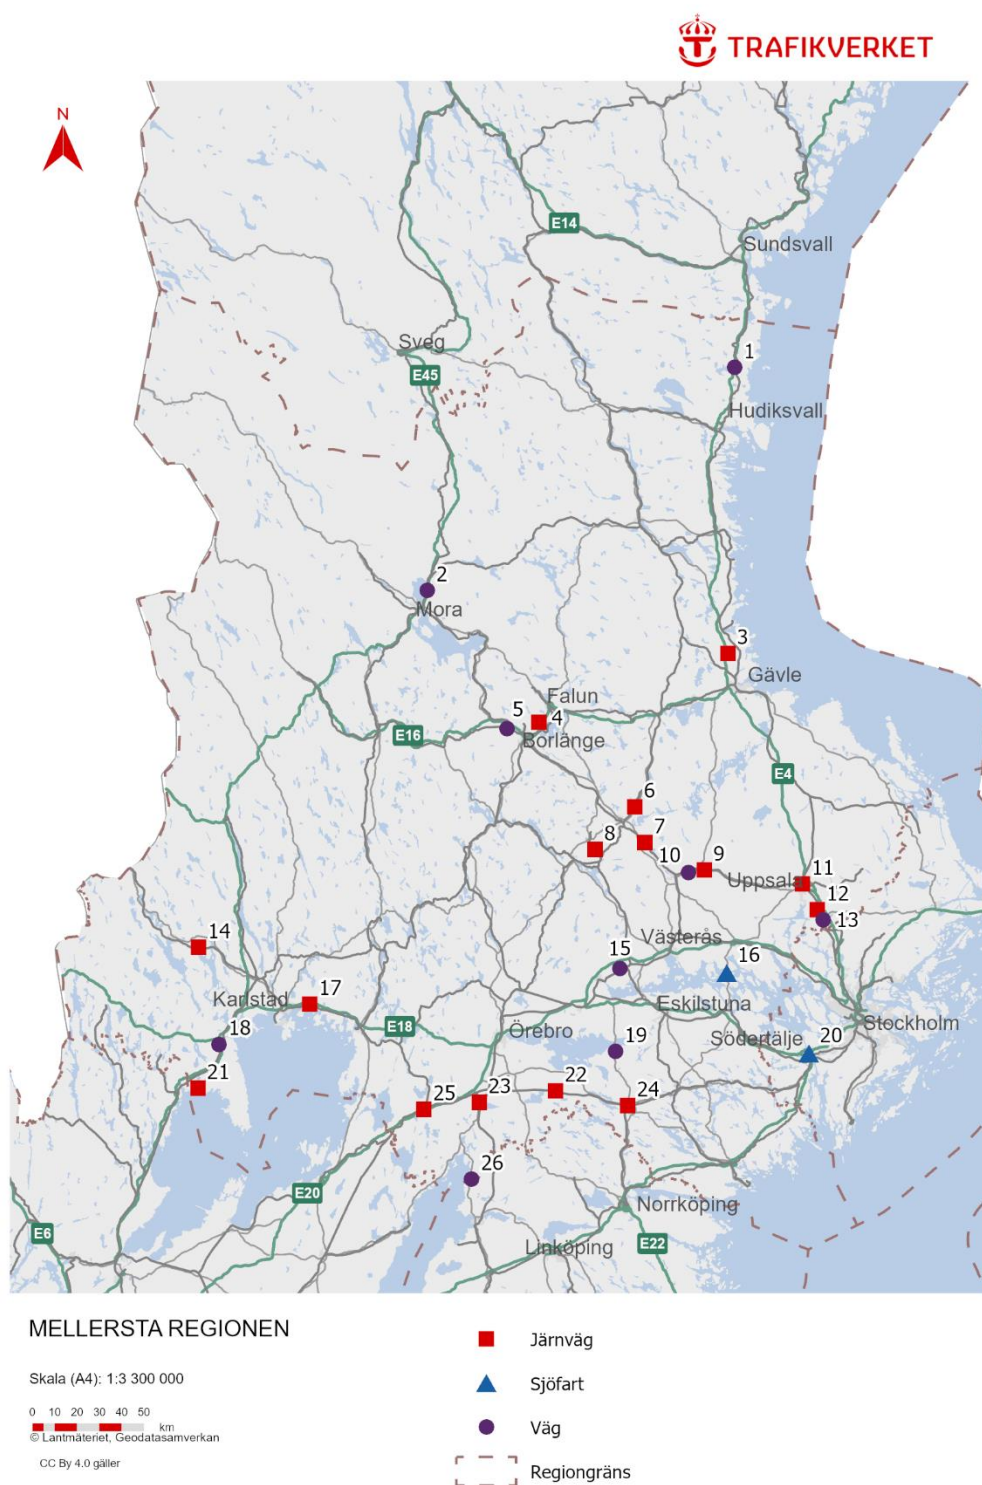 TRAFIKVERKET
N
E14
Sundsvall
Sveg
1
E45
Hudiksvall
2
Mora
3
Gävle
Falun
5
4
Borlänge
E16
E4
6
7
8
10
9
Uppsala
11
12
13
14
15
Västerås
16
Karlstad
17
Eskilstuna
E18
Örebro
Stockholm
18
19
Södertälje
20
21
22
23
24
25
26
E20
Norrköping
E6
Linköping
E22
MELLERSTA REGIONEN
Skala (A4): 1:3 300 000
0 10 20 30 40 50
km
© Lantmäteriet, Geodatasamverkan
CC By 4.0 gäller
Järnväg
Sjöfart
Väg
Regiongräns